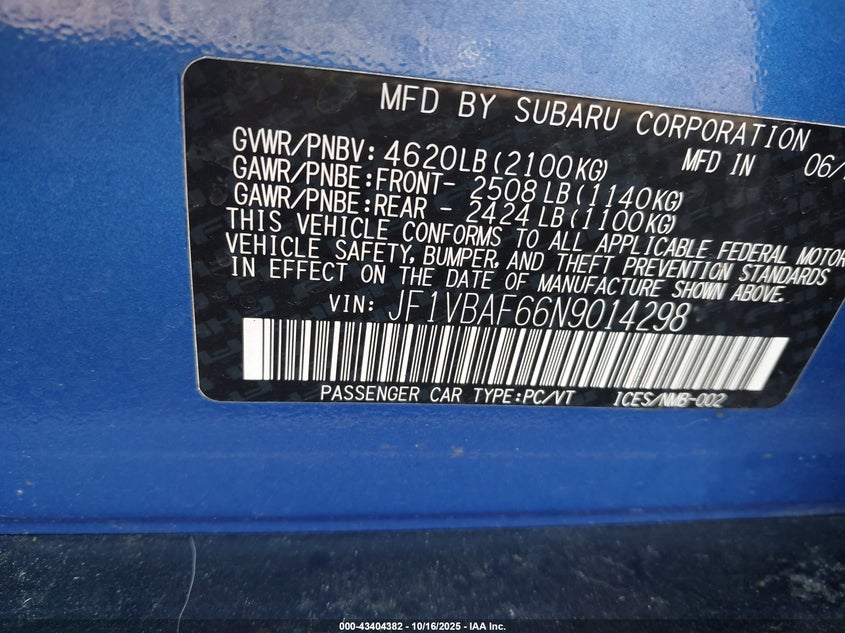 MFD BY SUBARU CORPORATION
GVWR/PNBV: 4620LB(2100KG) MFD IN 06/
GAWR/PNBE:FRONT- 2508LB(1140KG)
GAWR/PNBE:REAR - 2424LB(1100KG)
THIS VEHICLE CONFORMS TO ALL APPLICABLE FEDERAL MOTOR
VEHICLE SAFETY, BUMPER, AND THEFT PREVENTION STANDARDS
IN EFFECT ON THE DATE OF MANUFACTURE SHOWN ABOVE.
VIN: JF1VBAF66N9014298
PASSENGER CAR TYPE:PC/VT ICES/NMB-002
000-43404382 - 10/16/2025 - IAA Inc.